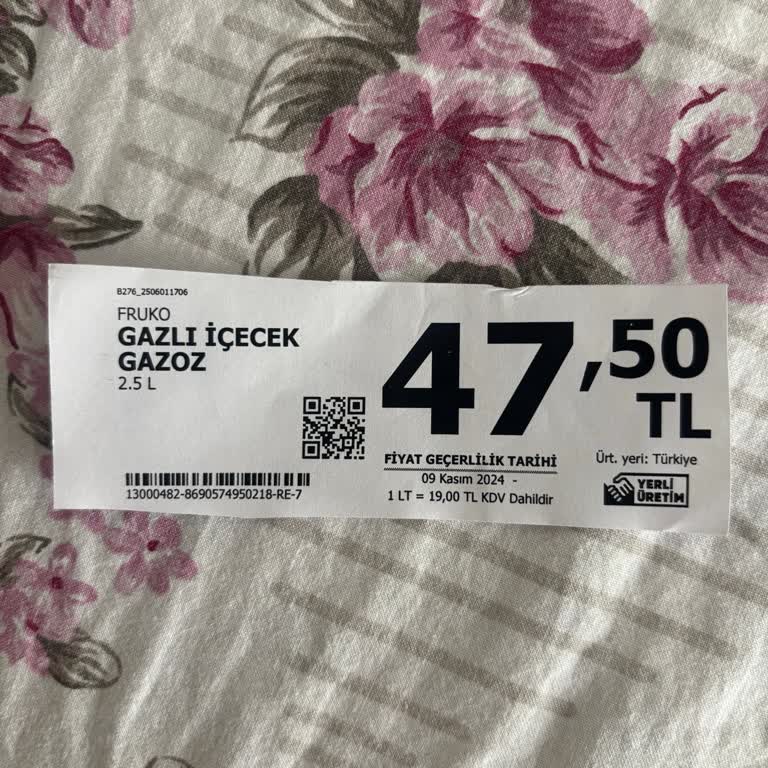 B276_2506011706
FRUKO
GAZLI İÇECEK
GAZOZ
2.5 L
47,50
TL
FİYAT GEÇERLİLİK TARİHİ
09 Kasım 2024 -
1 LT = 19,00 TL KDV Dahildir
Ürt. yeri: Türkiye
YERLİ
ÜRETİM
13000482-8690574950218-RE-7